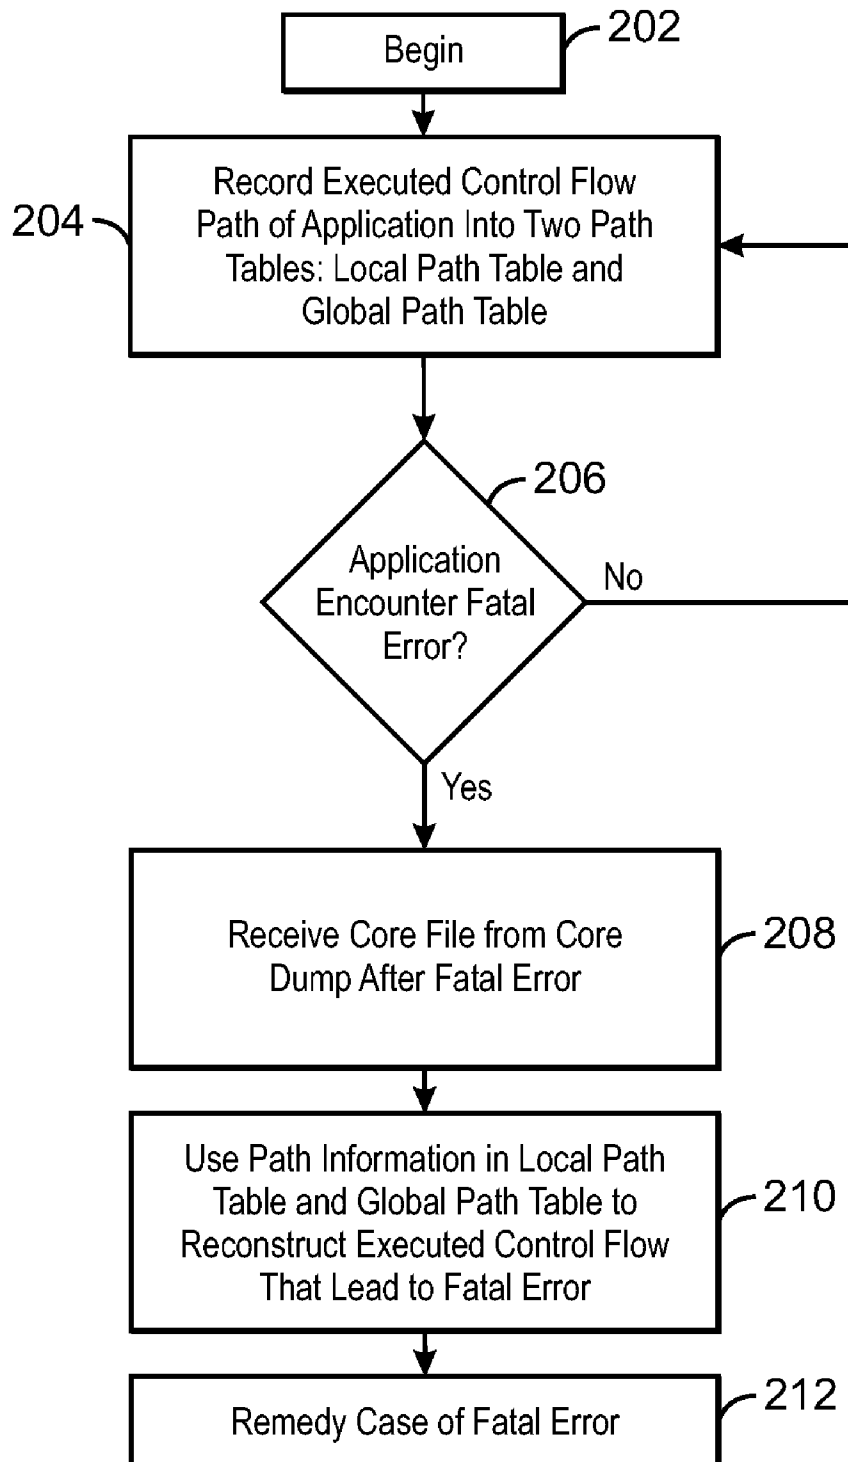 Begin
202
Record Executed Control Flow
Path of Application Into Two Path
Tables: Local Path Table and
Global Path Table
204
206
Application
Encounter Fatal
Error?
No
Yes
Receive Core File from Core
Dump After Fatal Error
208
Use Path Information in Local Path
Table and Global Path Table to
Reconstruct Executed Control Flow
That Lead to Fatal Error
210
Remedy Case of Fatal Error
212